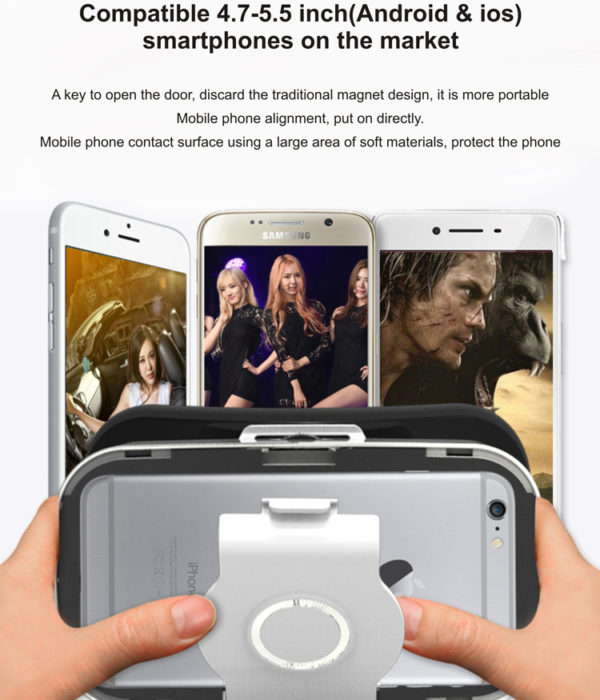 Compatible 4.7-5.5 inch(Android & ios)
smartphones on the market
A key to open the door, discard the traditional magnet design, it is more portable
Mobile phone alignment, put on directly.
Mobile phone contact surface using a large area of soft materials, protect the phone
SAMSUNG
iPhone